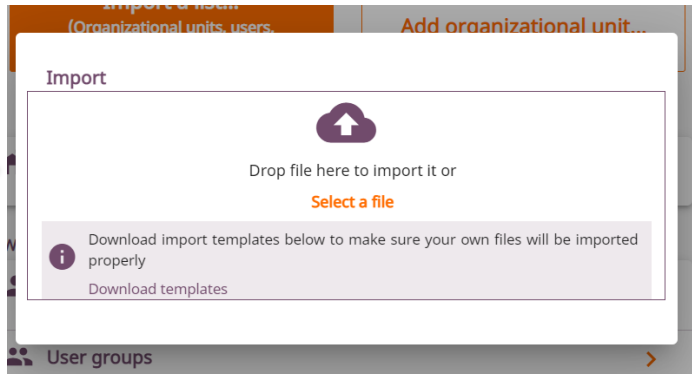 (Organizational units, users,
Add organizational unit...
Import
Drop file here to import it or
Select a file
Download import templates below to make sure your own files will be imported
properly
Download templates
User groups